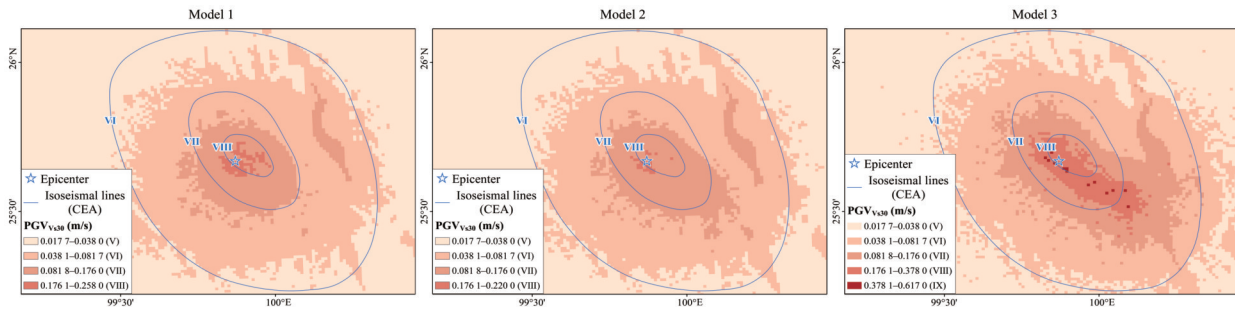 Model 1
26°N
25°30'
VI
VII
VIII
Epicenter
Isoseismal lines
(CEA)
PGVVs30 (m/s)
0.017 7–0.038 0 (V)
0.038 1–0.081 7 (VI)
0.081 8–0.176 0 (VII)
0.176 1–0.258 0 (VIII)
99°30'
100°E
Model 2
26°N
25°30'
VI
VII
VIII
Epicenter
Isoseismal lines
(CEA)
PGVVs30 (m/s)
0.017 7–0.038 0 (V)
0.038 1–0.081 7 (VI)
0.081 8–0.176 0 (VII)
0.176 1–0.220 0 (VIII)
99°30'
100°E
Model 3
26°N
25°30'
VI
VII
VIII
Epicenter
Isoseismal lines
(CEA)
PGVVs30 (m/s)
0.017 7–0.038 0 (V)
0.038 1–0.081 7 (VI)
0.081 8–0.176 0 (VII)
0.176 1–0.378 0 (VIII)
0.378 1–0.617 0 (IX)
99°30'
100°E